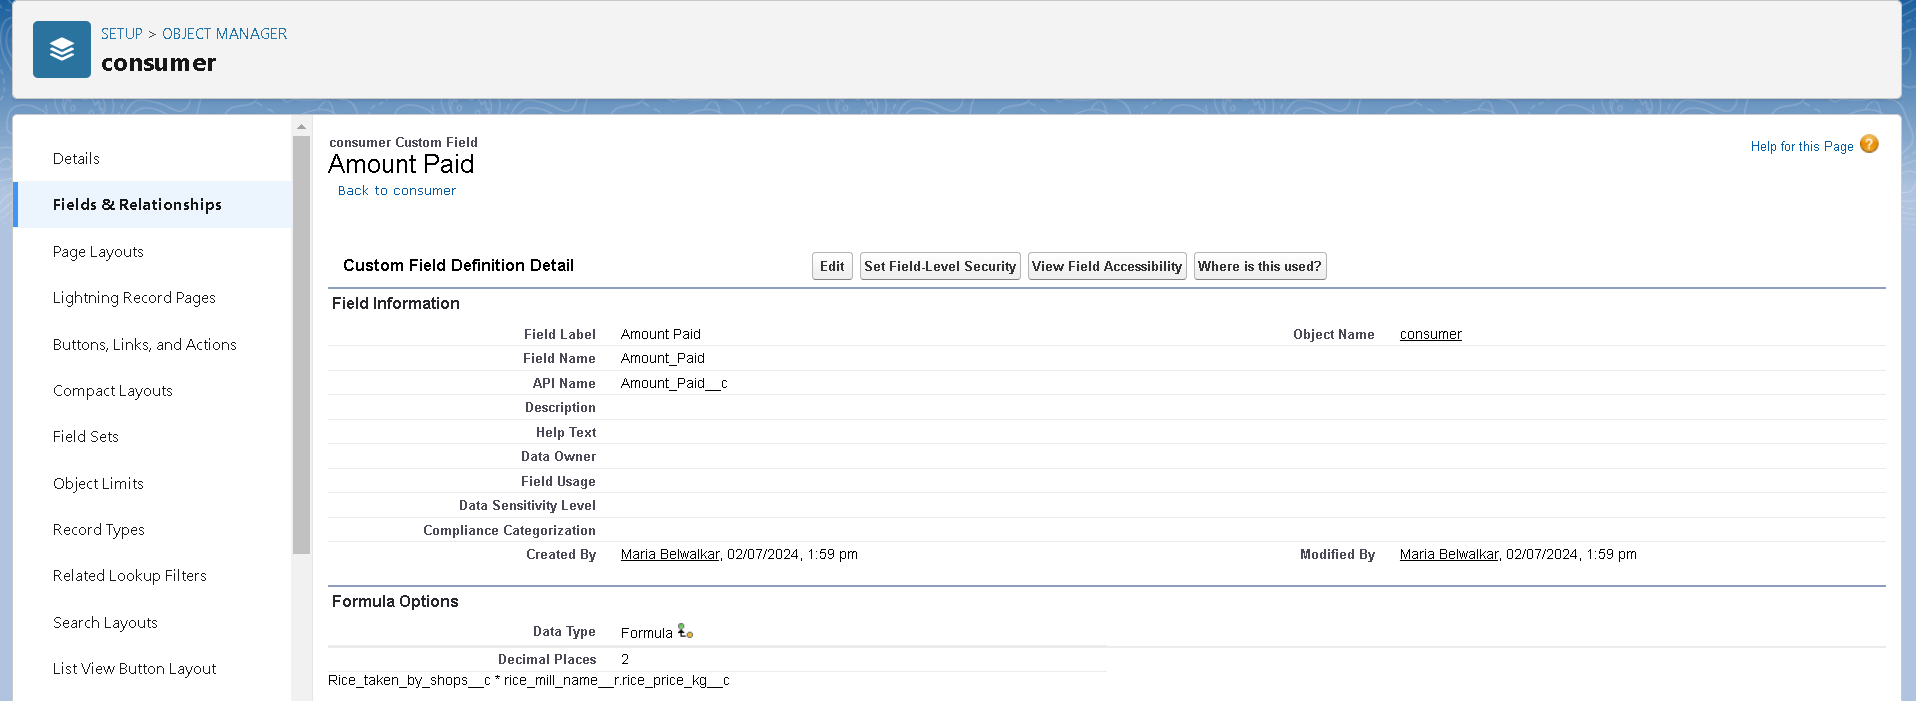 SETUP > OBJECT MANAGER
consumer
Details
Fields & Relationships
Page Layouts
Lightning Record Pages
Buttons, Links, and Actions
Compact Layouts
Field Sets
Object Limits
Record Types
Related Lookup Filters
Search Layouts
List View Button Layout
consumer Custom Field
Amount Paid
Back to consumer
Help for this Page ?
Custom Field Definition Detail Edit Set Field-Level Security View Field Accessibility Where is this used?
Field Information
Field Label Amount Paid Object Name consumer
Field Name Amount_Paid
API Name Amount_Paid__c
Description
Help Text
Data Owner
Field Usage
Data Sensitivity Level
Compliance Categorization
Created By Maria Belwalkar, 02/07/2024, 1:59 pm Modified By Maria Belwalkar, 02/07/2024, 1:59 pm
Formula Options
Data Type Formula
Decimal Places 2
Rice_taken_by_shops__c * rice_mill_name__r.rice_price_kg__c